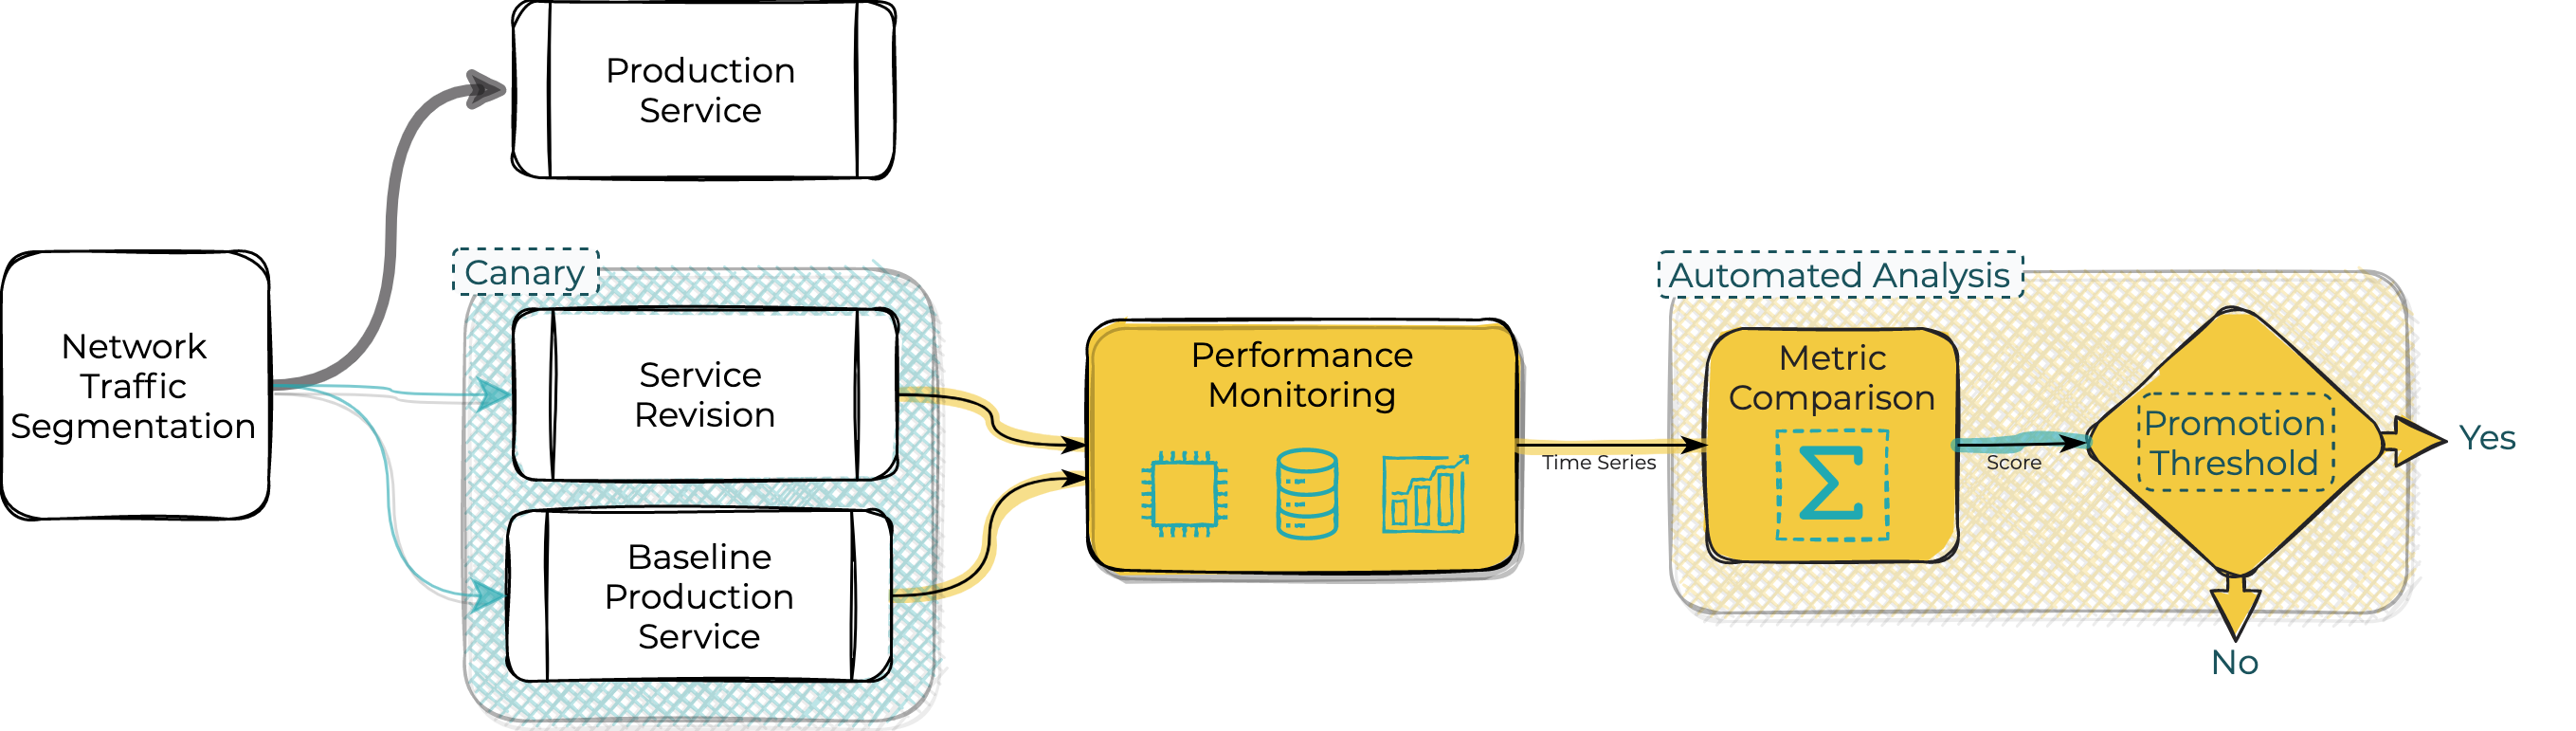 Production
Service
Network
Traffic
Segmentation
Canary
Service
Revision
Baseline
Production
Service
Performance
Monitoring
Time Series
Automated Analysis
Metric
Comparison
Σ
Score
Promotion
Threshold
Yes
No